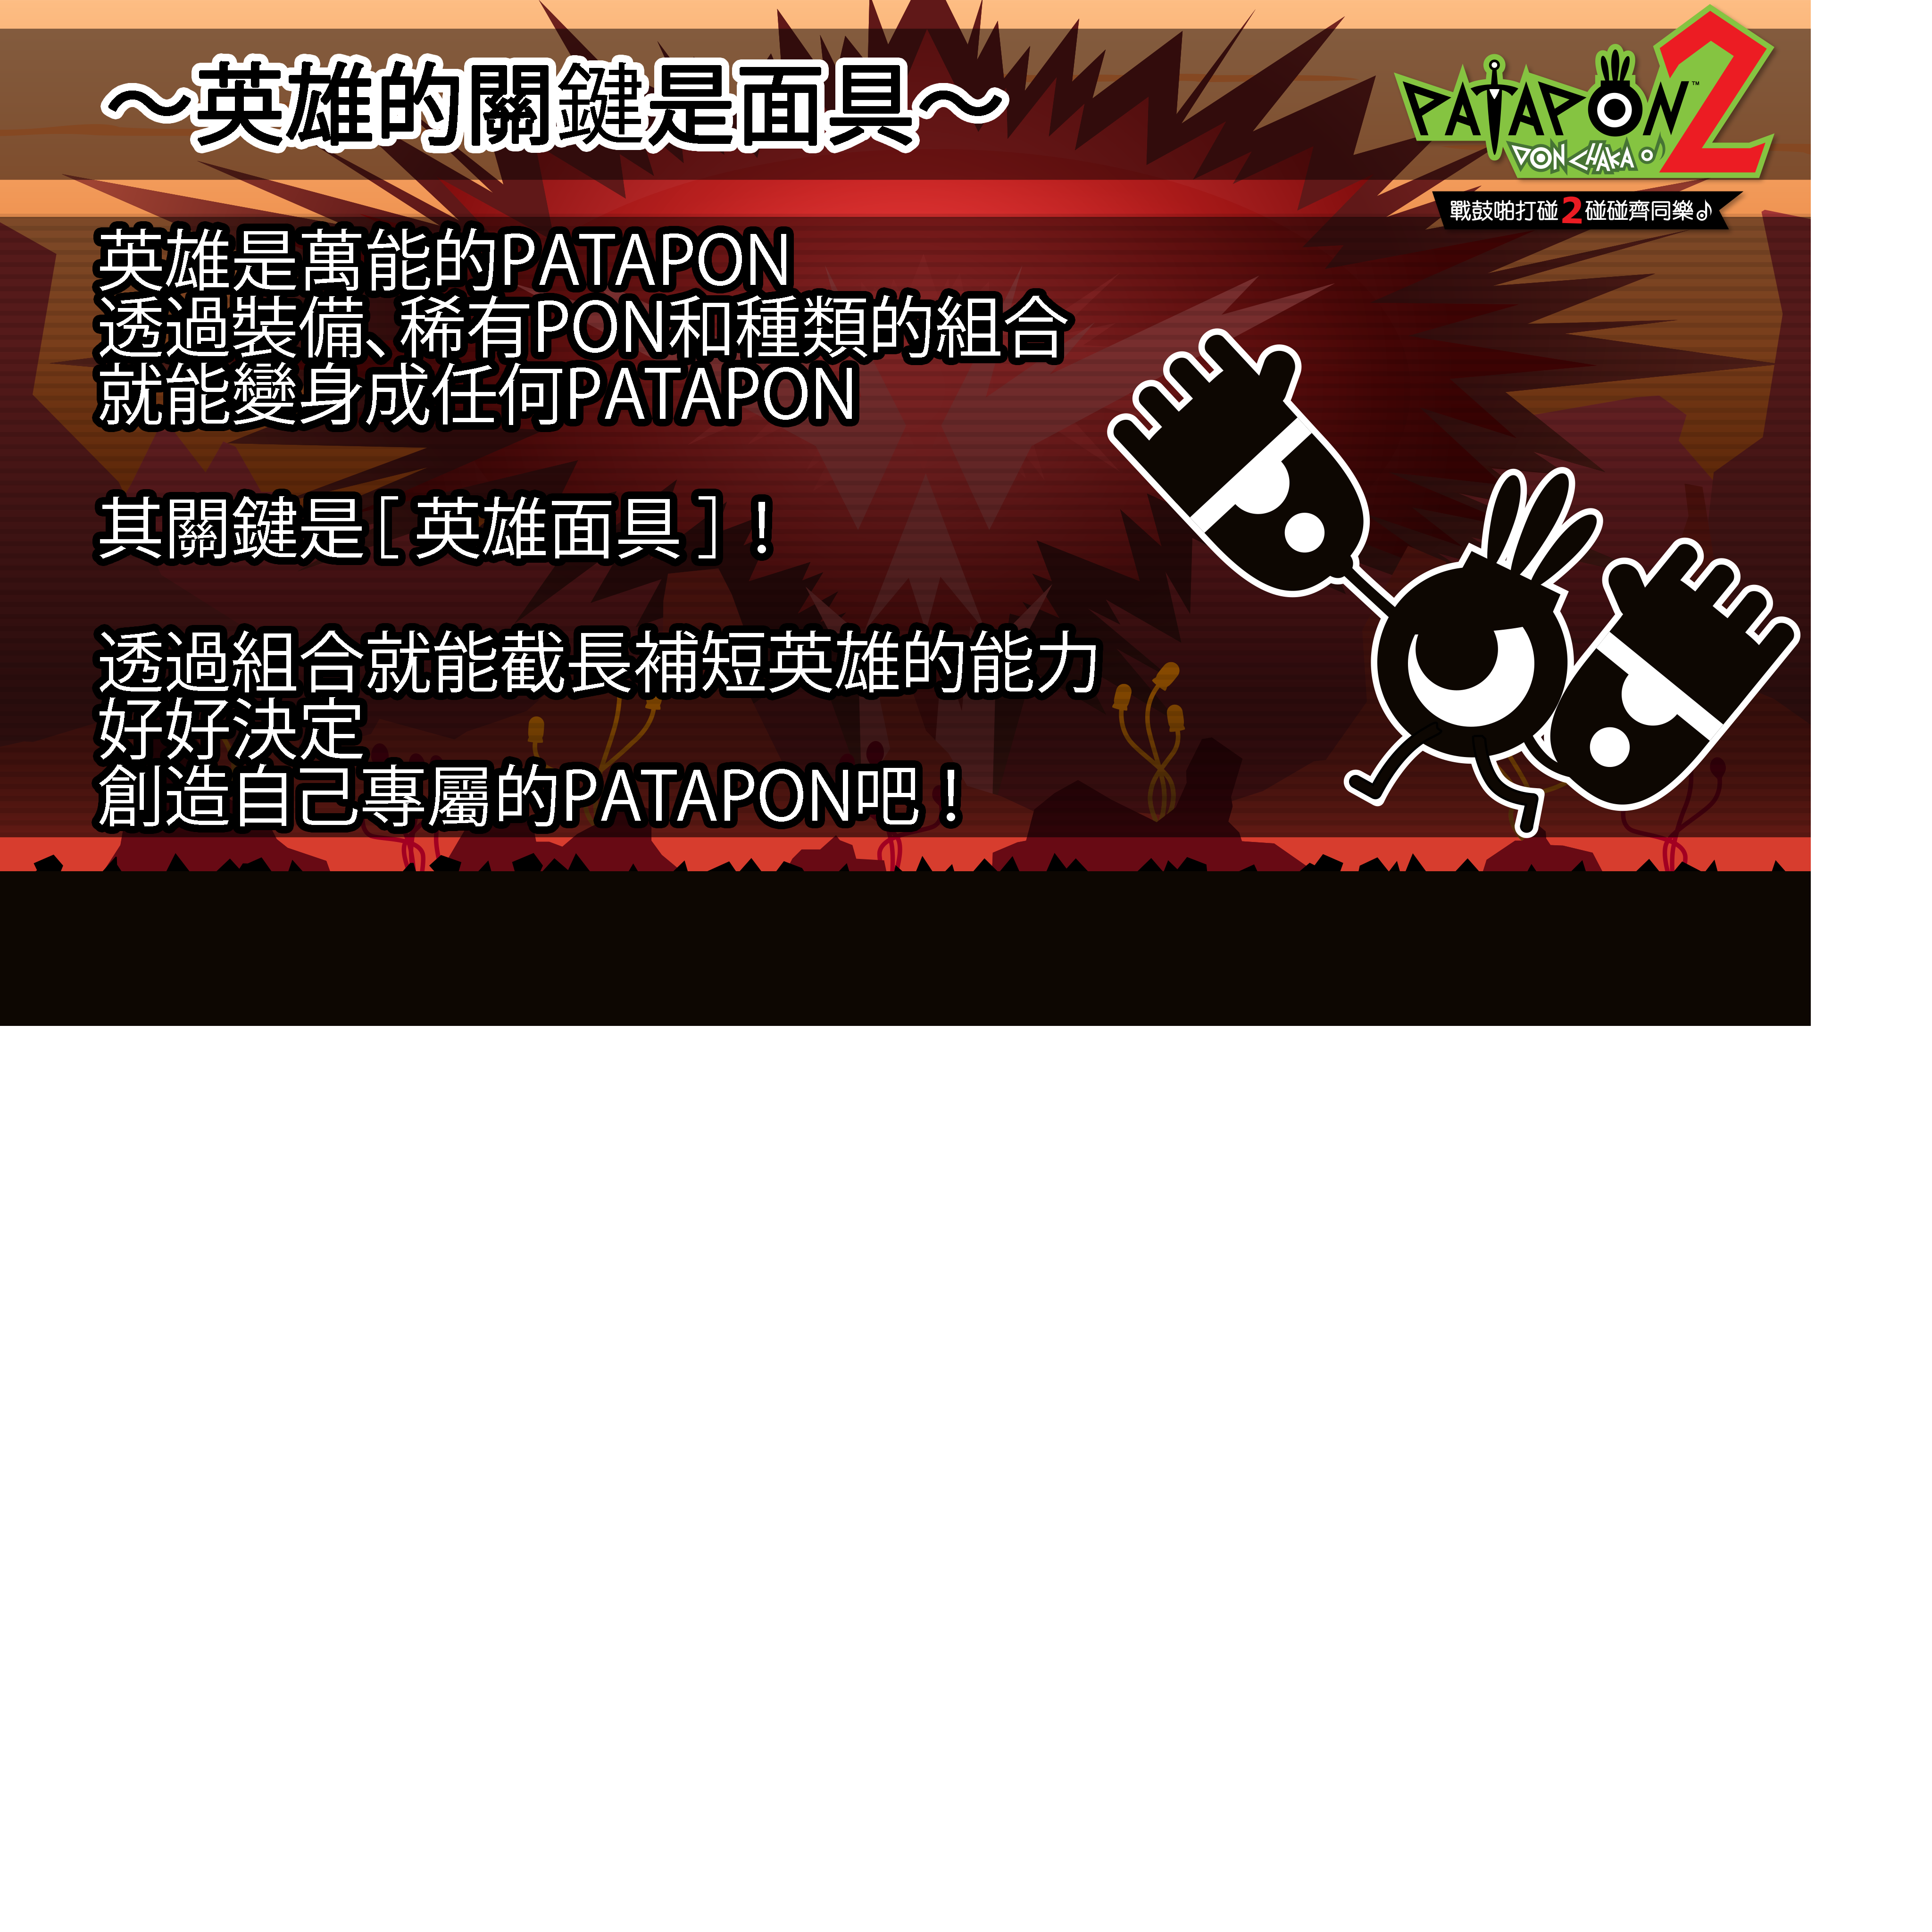 ～英雄的關鍵是面具～
PATAPON2™
DON CHAKA♪
戰鼓啪打碰2碰碰齊同樂♪
英雄是萬能的PATAPON
透過裝備、稀有PON和種類的組合
就能變身成任何PATAPON
其關鍵是［英雄面具］！
透過組合就能截長補短英雄的能力
好好決定
創造自己專屬的PATAPON吧！